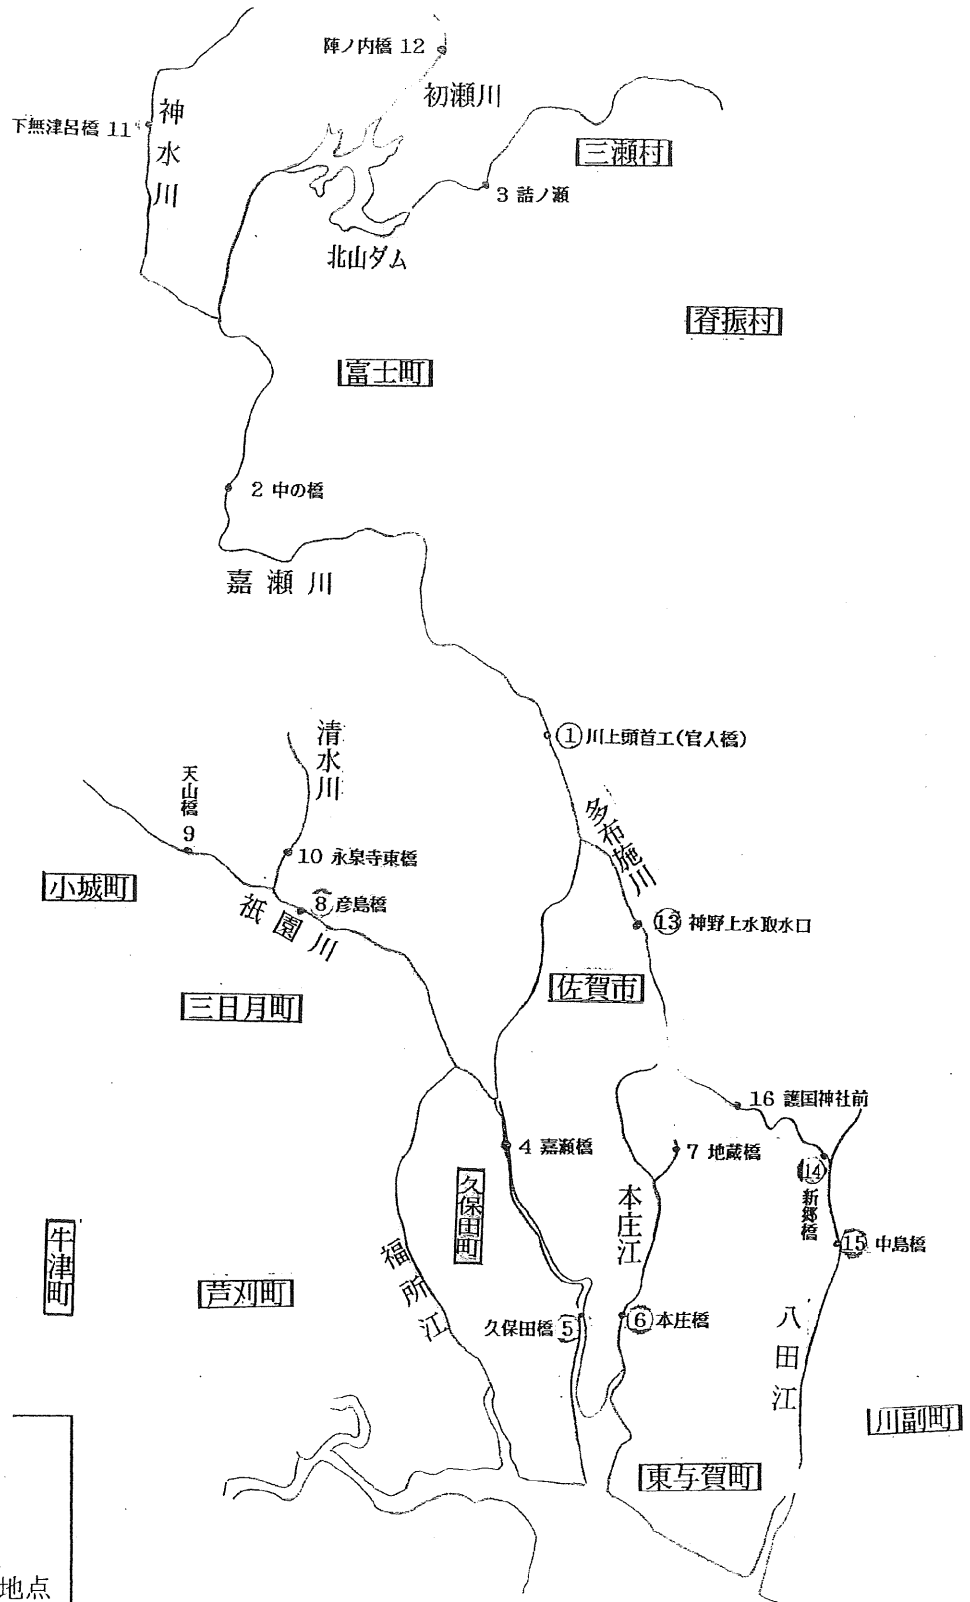 陣ノ内橋 12
初瀬川
下無津呂橋 11
神水川
三瀬村
3 詰ノ瀬
北山ダム
脊振村
富士町
2 中の橋
嘉瀬川
清水川
① 川上頭首工(官人橋)
天山橋
9
多布施川
10 永泉寺東橋
小城町
⑧ 彦島橋
祇園川
⑬ 神野上水取水口
佐賀市
三日月町
16 護国神社前
4 嘉瀬橋
7 地蔵橋
⑭
新郷橋
久保田町
本庄江
⑮ 中島橋
牛津町
福所江
芦刈町
久保田橋 ⑤
⑥ 本庄橋
八田江
川副町
東与賀町
地点